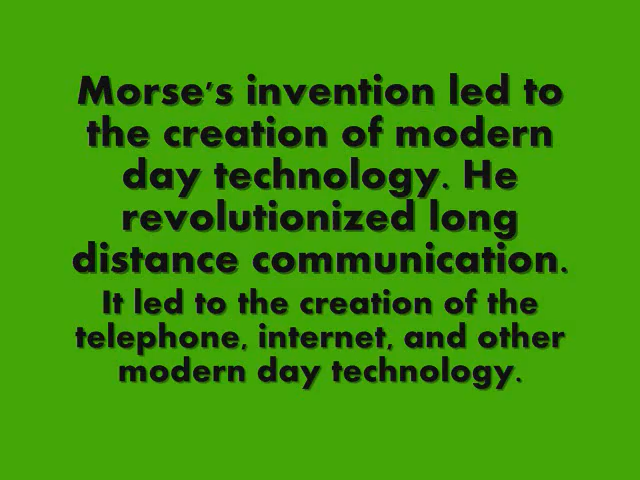 Morse's invention led to
the creation of modern
day technology. He
revolutionized long
distance communication.
It led to the creation of the
telephone, internet, and other
modern day technology.